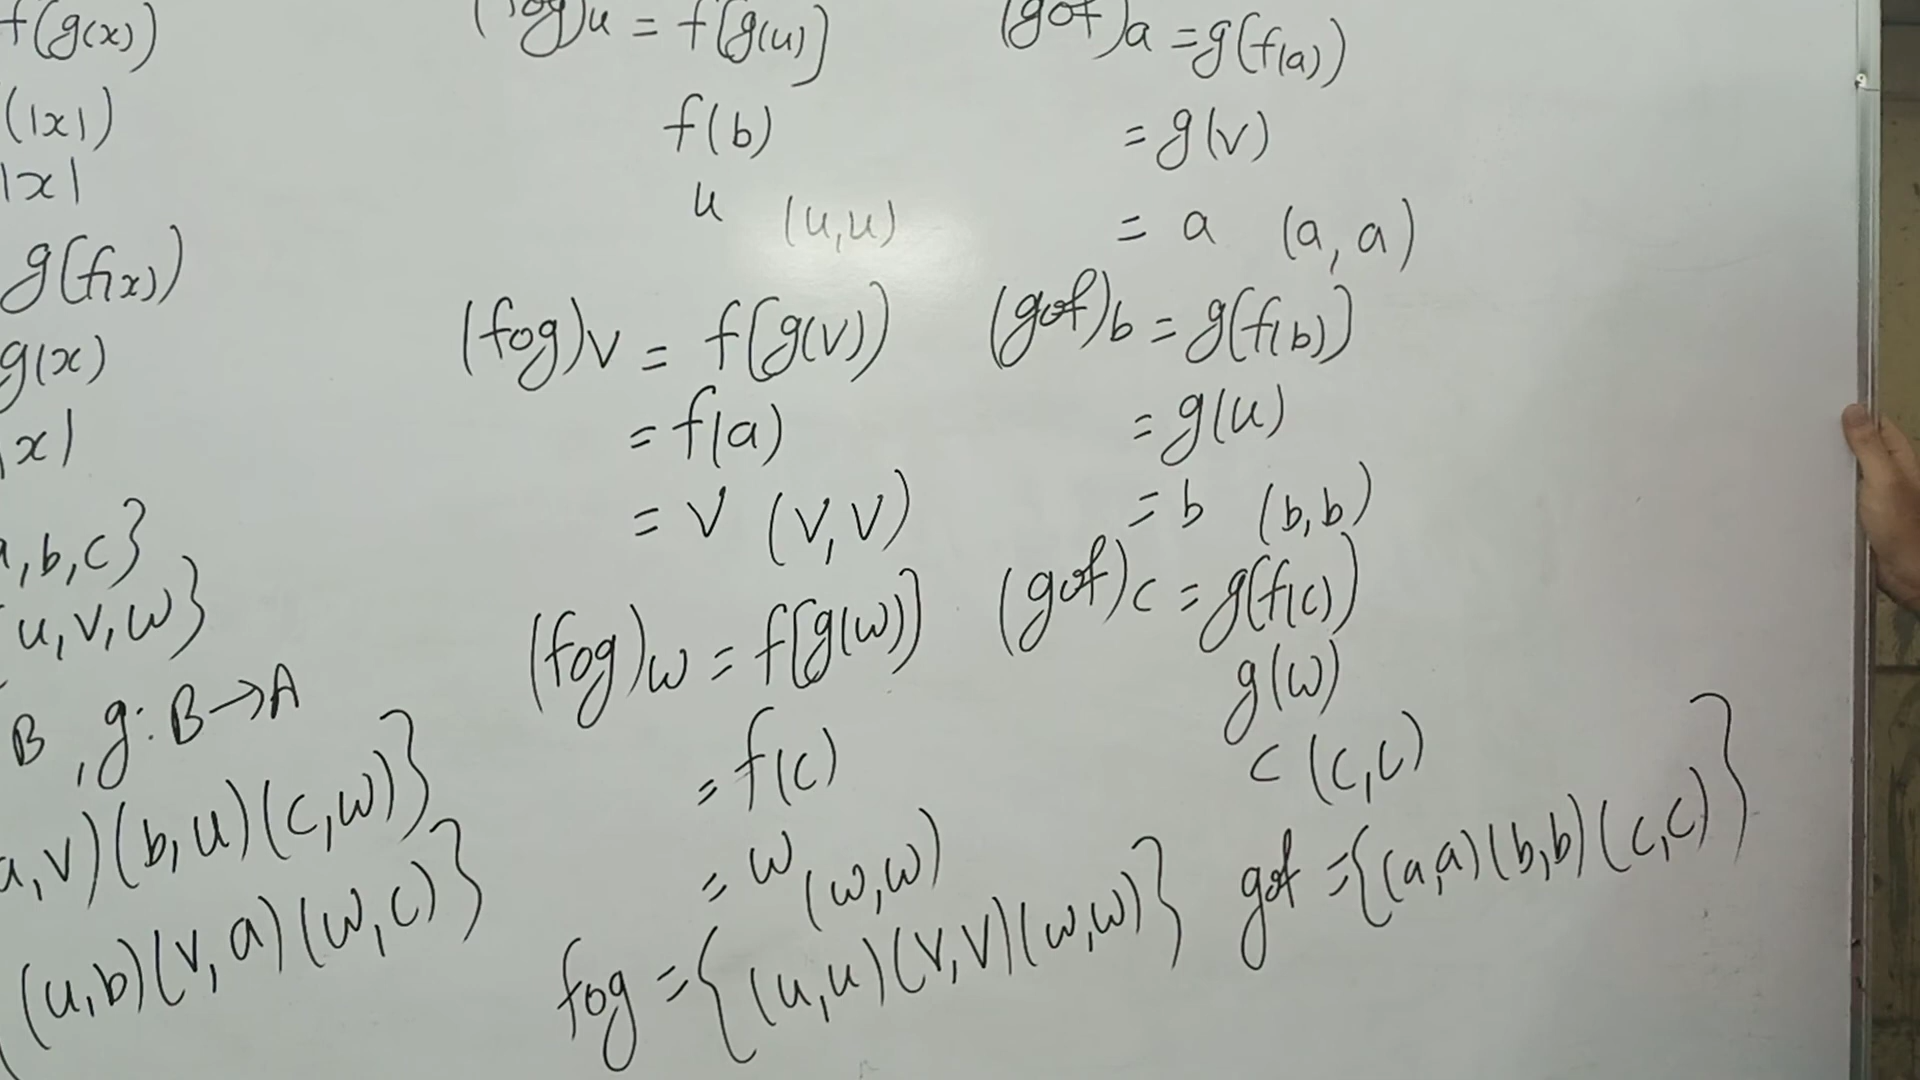 f(g(x))
(|x|)
|x|
g(f(x))
g(x)
x|
,b,c}
u,v,w}
B, g: B→A
a,v)(b,u)(c,w)}
(u,b)(v,a)(w,c)}
(fog)u = f(g(u)]
f(b)
u (u,u)
(fog)v = f(g(v))
= f(a)
= v (v,v)
(fog)w = f[g(w)]
= f(c)
= w (w,w)
fog = {(u,u)(v,v)(w,w)}
(gof)a = g(f(a))
= g(v)
= a (a,a)
(gof)b = g(f(b))
= g(u)
= b (b,b)
(gof)c = g(f(c))
g(w)
c (c,c)
gof = {(a,a)(b,b)(c,c)}